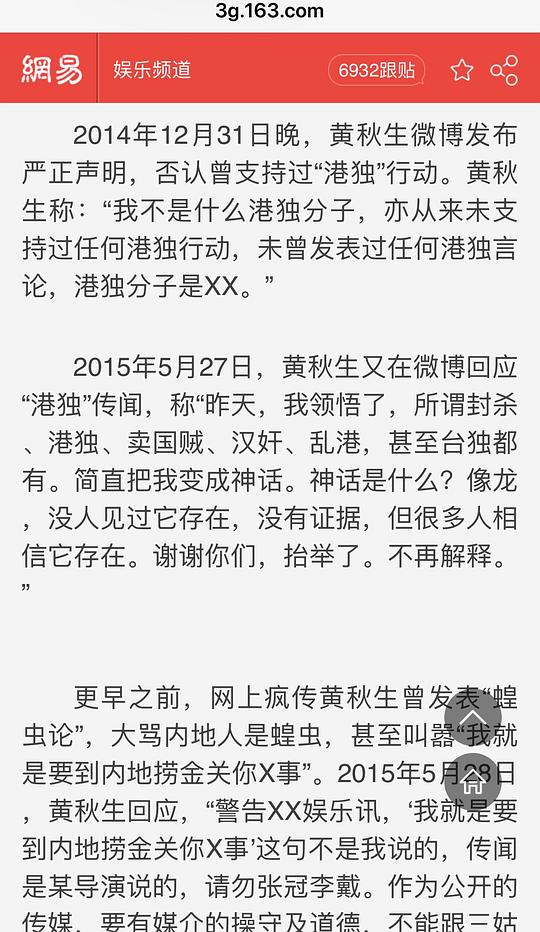 3g.163.com
網易 娱乐频道 6932跟贴
2014年12月31日晚，黄秋生微博发布
严正声明，否认曾支持过“港独”行动。黄秋
生称：“我不是什么港独分子，亦从来未支
持过任何港独行动，未曾发表过任何港独言
论，港独分子是XX。”
2015年5月27日，黄秋生又在微博回应
“港独”传闻，称“昨天，我领悟了，所谓封杀
、港独、卖国贼、汉奸、乱港，甚至台独都
有。简直把我变成神话。神话是什么？像龙
，没人见过它存在，没有证据，但很多人相
信它存在。谢谢你们，抬举了。不再解释。
”
更早之前，网上疯传黄秋生曾发表“蝗
虫论”，大骂内地人是蝗虫，甚至叫嚣“我就
是要到内地捞金关你X事”。2015年5月28日
，黄秋生回应，“警告XX娱乐讯，‘我就是要
到内地捞金关你X事’这句不是我说的，传闻
是某导演说的，请勿张冠李戴。作为公开的
传媒，要有媒介的操守及道德，不能跟三姑